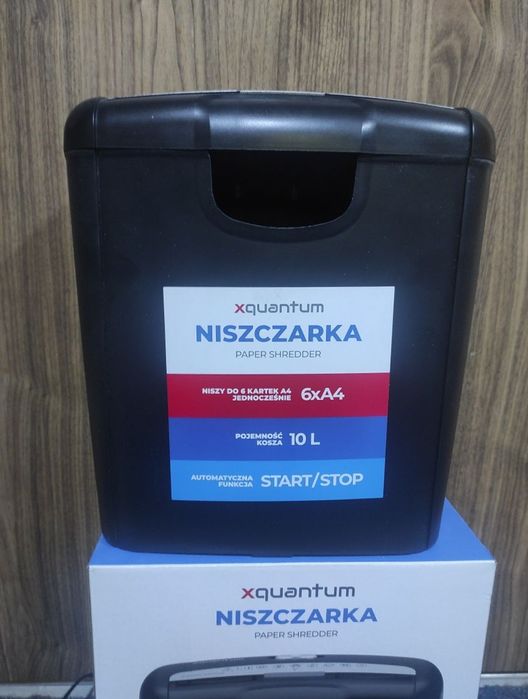 xquantum
NISZCZARKA
PAPER SHREDDER
NISZY DO 6 KARTEK A4
JEDNOCZEŚNIE
6xA4
POJEMNOŚĆ
KOSZA
10 L
AUTOMATYCZNA
FUNKCJA
START/STOP
xquantum
NISZCZARKA
PAPER SHREDDER